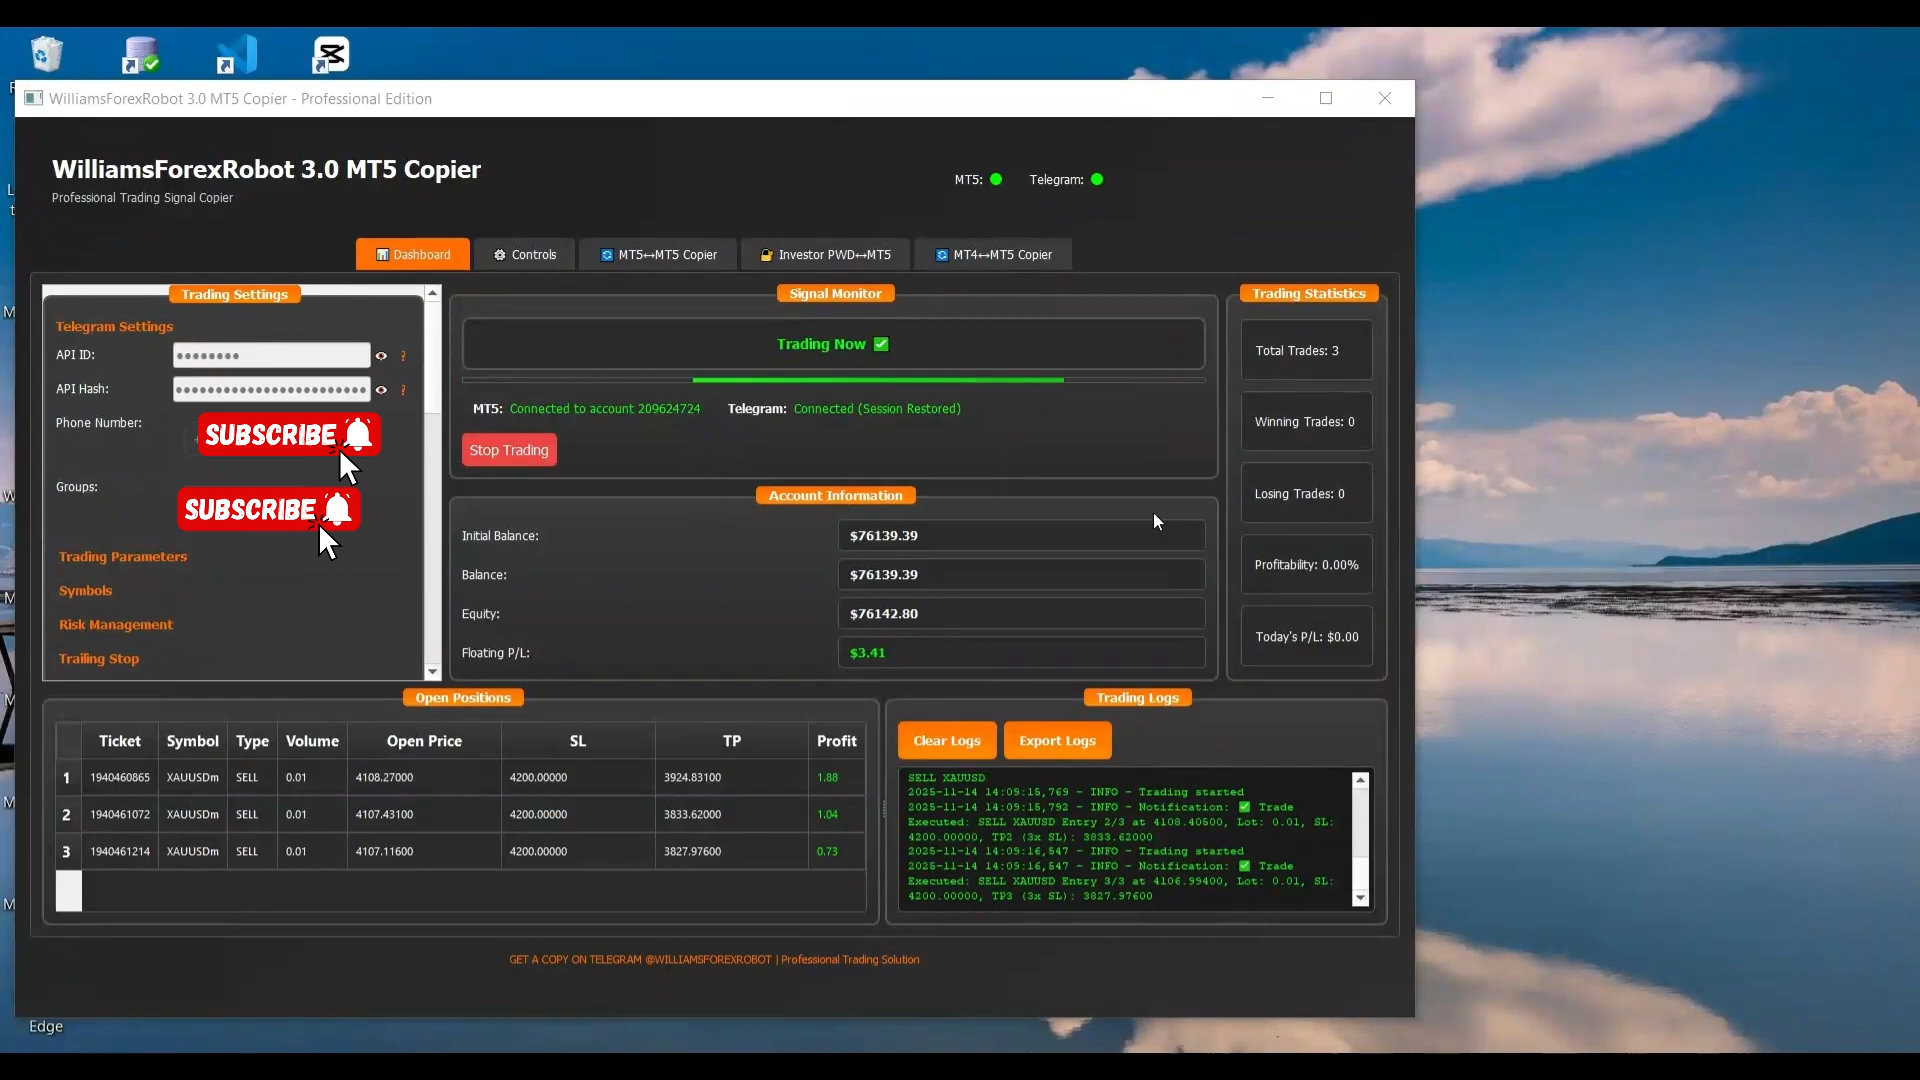 WilliamsForexRobot 3.0 MT5 Copier - Professional Edition
WilliamsForexRobot 3.0 MT5 Copier
Professional Trading Signal Copier
MT5:
Telegram:
Dashboard
Controls
MT5↔MT5 Copier
Investor PWD↔MT5
MT4↔MT5 Copier
Trading Settings
Telegram Settings
API ID:
API Hash:
Phone Number:
SUBSCRIBE
Groups:
SUBSCRIBE
Trading Parameters
Symbols
Risk Management
Trailing Stop
Signal Monitor
Trading Now ✅
MT5: Connected to account 209624724 Telegram: Connected (Session Restored)
Stop Trading
Account Information
Initial Balance: $76139.39
Balance: $76139.39
Equity: $76142.80
Floating P/L: $3.41
Trading Statistics
Total Trades: 3
Winning Trades: 0
Losing Trades: 0
Profitability: 0.00%
Today's P/L: $0.00
Open Positions
Ticket Symbol Type Volume Open Price SL TP Profit
1 1940460865 XAUUSDm SELL 0.01 4108.27000 4200.00000 3924.83100 1.88
2 1940461072 XAUUSDm SELL 0.01 4107.43100 4200.00000 3833.62000 1.04
3 1940461214 XAUUSDm SELL 0.01 4107.11600 4200.00000 3827.97600 0.73
Trading Logs
Clear Logs
Export Logs
SELL XAUUSD
2025-11-14 14:09:15,769 - INFO - Trading started
2025-11-14 14:09:15,792 - INFO - Notification: ✅ Trade
Executed: SELL XAUUSD Entry 2/3 at 4108.40500, Lot: 0.01, SL:
4200.00000, TP2 (3x SL): 3833.62000
2025-11-14 14:09:16,547 - INFO - Trading started
2025-11-14 14:09:16,547 - INFO - Notification: ✅ Trade
Executed: SELL XAUUSD Entry 3/3 at 4106.99400, Lot: 0.01, SL:
4200.00000, TP3 (3x SL): 3827.97600
GET A COPY ON TELEGRAM @WILLIAMSFOREXROBOT | Professional Trading Solution
Edge